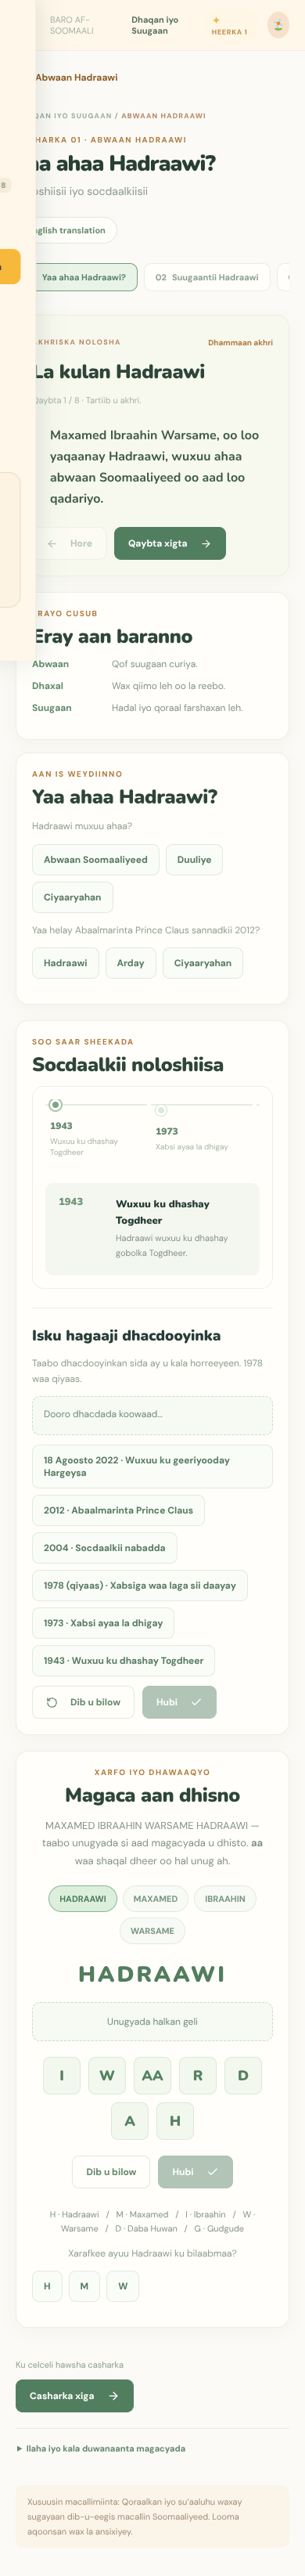 BARO AF-
SOOMAALI
Dhaqan iyo
Suugaan
HEERKA 1
Abwaan Hadraawi
IYO SUUGAAN / ABWAAN HADRAAWI
01 · ABWAAN HADRAAWI
ahaa Hadraawi?
iyo socdaalkiisii
translation
Yaa ahaa Hadraawi?
02 Suugaantii Hadraawi
8
AKHRISKA NOLOSHA
Dhammaan akhri
La kulan Hadraawi
Qaybta 1 / 8 · Tartiib u akhri.
Maxamed Ibraahin Warsame, oo loo
yaqaanay Hadraawi, wuxuu ahaa
abwaan Soomaaliyeed oo aad loo
qadariyo.
Hore
Qaybta xigta
CUSUB
Eray aan baranno
Abwaan
Qof suugaan curiya.
Dhaxal
Wax qiimo leh oo la reebo.
Suugaan
Hadal iyo qoraal farshaxan leh.
AAN IS WEYDIINNO
Yaa ahaa Hadraawi?
Hadraawi muxuu ahaa?
Abwaan Soomaaliyeed
Duuliye
Ciyaaryahan
Yaa helay Abaalmarinta Prince Claus sannadkii 2012?
Hadraawi
Arday
Ciyaaryahan
SOO SAAR SHEEKADA
Socdaalkii noloshiisa
1943
Wuxuu ku dhashay
Togdheer
1973
Xabsi ayaa la dhigay
1943
Wuxuu ku dhashay
Togdheer
Hadraawi wuxuu ku dhashay
gobolka Togdheer.
Isku hagaaji dhacdooyinka
Taabo dhacdooyinken sida ay u kala horreeyeen. 1978
waa qiyaas.
Dooro dhacdada koowaad…
18 Agoosto 2022 · Wuxuu ku geeriyooday
Hargeysa
2012 · Abaalmarinta Prince Claus
2004 · Socdaalkii nabadda
1978 (qiyaas) · Xabsiga waa laga sii daayay
1973 · Xabsi ayaa la dhigay
1943 · Wuxuu ku dhashay Togdheer
Dib u bilow
Hubi
XARFO IYO DHAWAAQYO
Magaca aan dhisno
MAXAMED IBRAAHIN WARSAME HADRAAWI —
taabo unugyada si aad magacyada u dhisto. aa
waa shaqal dheer oo hal unug ah.
HADRAAWI
MAXAMED
IBRAAHIN
WARSAME
HADRAAWI
Unugyada halkan geli
I
W
AA
R
D
A
H
Dib u bilow
Hubi
H · Hadraawi / M · Maxamed / I · Ibraahin / W ·
Warsame / D · Daba Huwan / G · Gudgude
Xarafkee ayuu Hadraawi ku bilaabmaa?
H
M
W
Ku celceli hawsha casharka
Casharka xiga
Ilaha iyo kala duwanaanta magacyada
Xusuusin macallimiinta: Qoraalkan iyo su'aaluhu waxay
sugayaan dib-u-eegis macallin Soomaaliyeed. Looma
aqoonsan wax la ansixiyey.